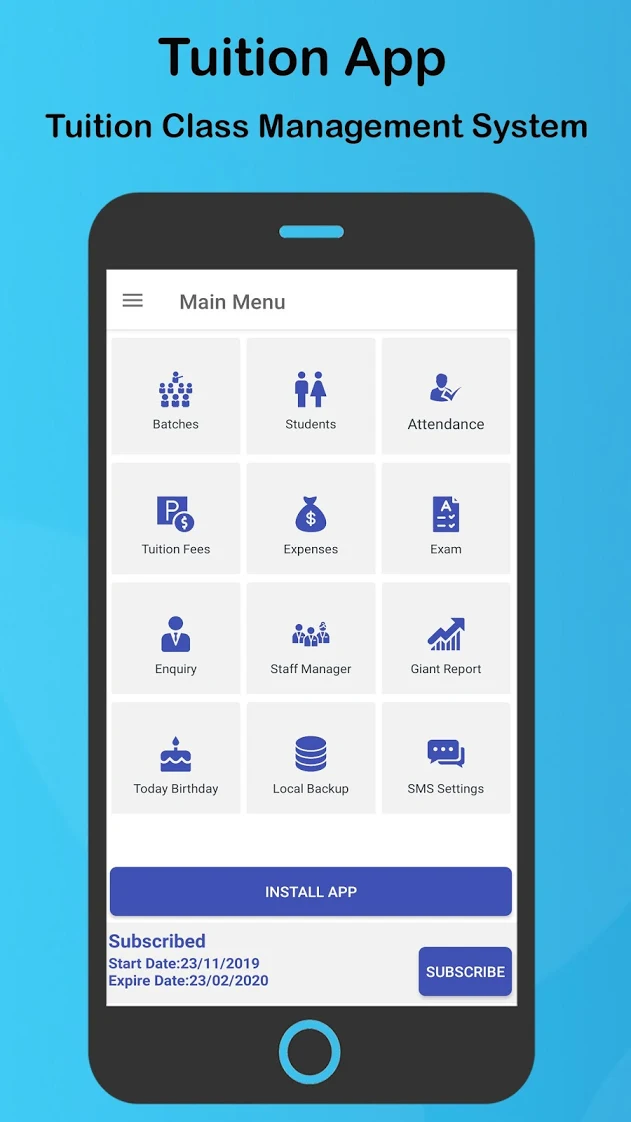 Tuition App
Tuition Class Management System
Main Menu
Batches
Students
Attendance
P
$
Tuition Fees
$
Expenses
A
Exam
Enquiry
Staff Manager
Giant Report
Today Birthday
Local Backup
SMS Settings
INSTALL APP
Subscribed
Start Date:23/11/2019
Expire Date:23/02/2020
SUBSCRIBE